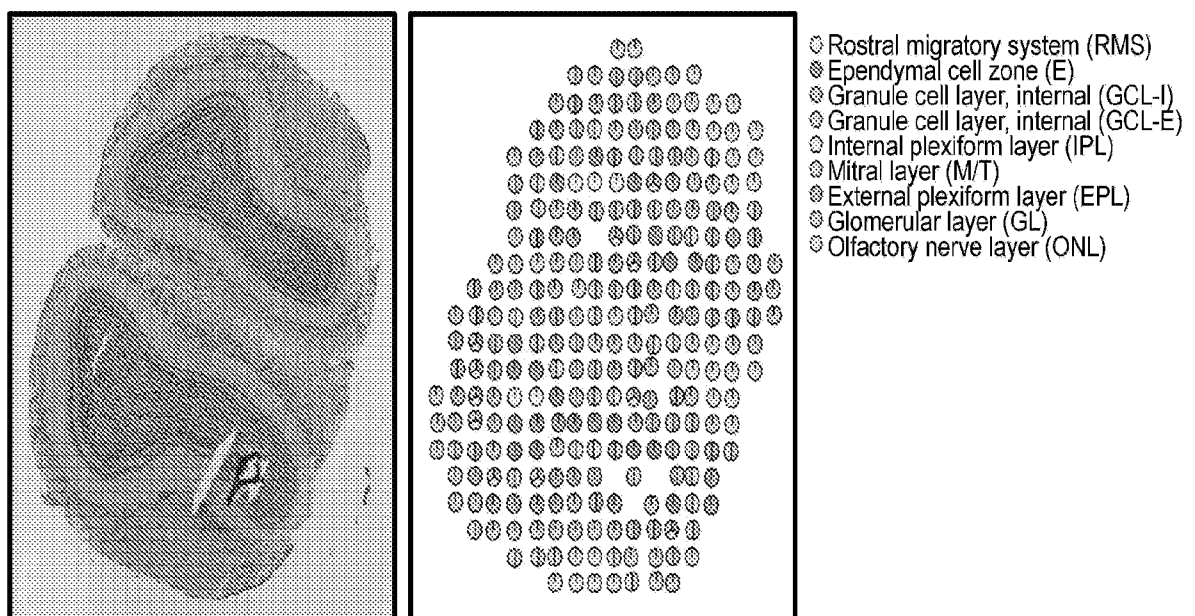 Rostral migratory system (RMS)
Ependymal cell zone (E)
Granule cell layer, internal (GCL-I)
Granule cell layer, internal (GCL-E)
Internal plexiform layer (IPL)
Mitral layer (M/T)
External plexiform layer (EPL)
Glomerular layer (GL)
Olfactory nerve layer (ONL)